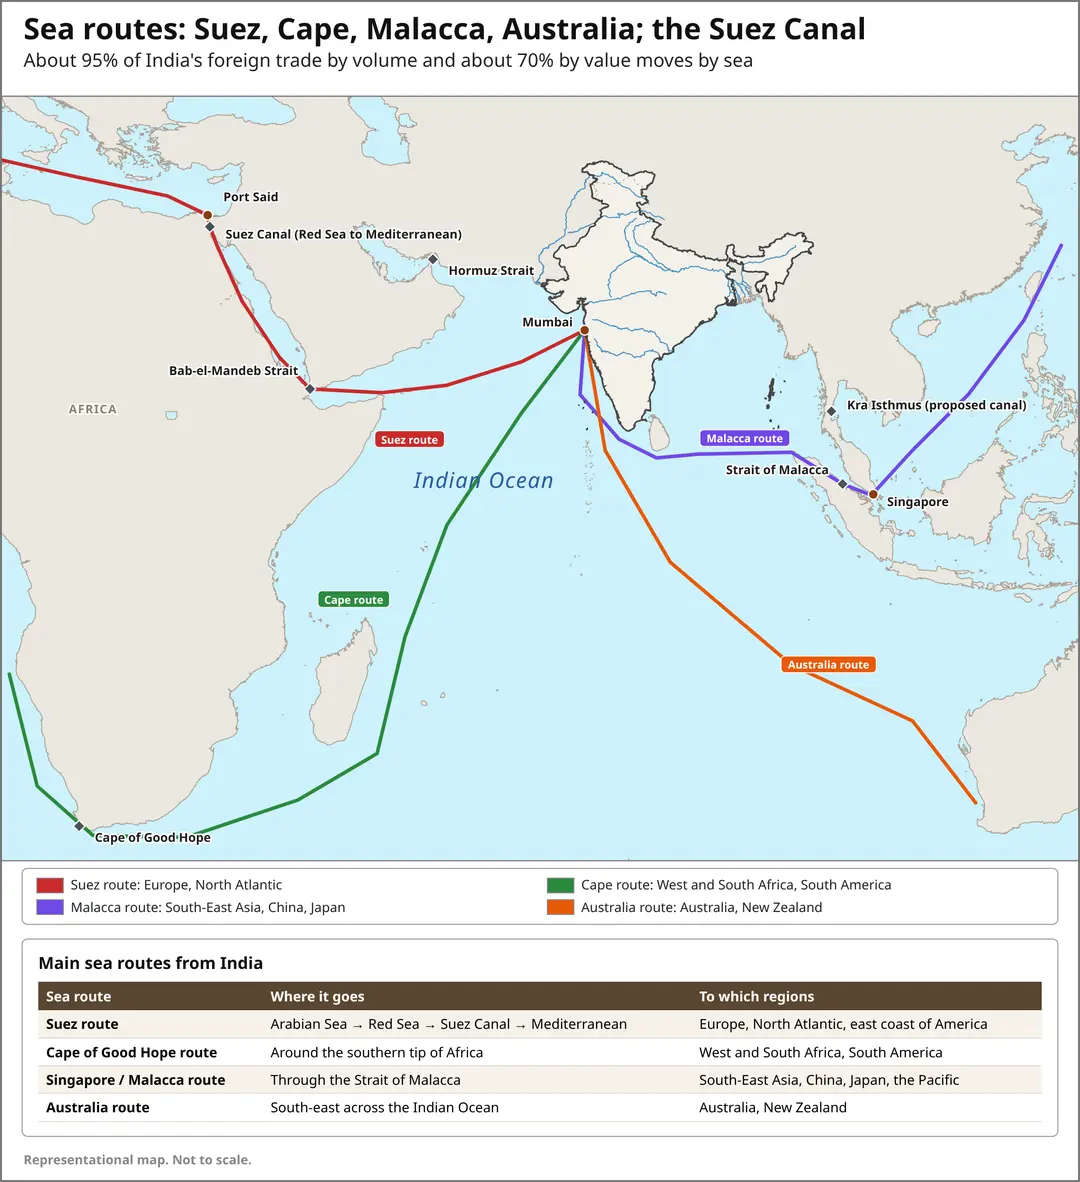 Sea routes: Suez, Cape, Malacca, Australia; the Suez Canal
About 95% of India's foreign trade by volume and about 70% by value moves by sea
Port Said
Suez Canal (Red Sea to Mediterranean)
Hormuz Strait
Mumbai
Bab-el-Mandeb Strait
AFRICA
Kra Isthmus (proposed canal)
Suez route
Malacca route
Strait of Malacca
Indian Ocean
Singapore
Cape route
Australia route
Cape of Good Hope
Suez route: Europe, North Atlantic
Cape route: West and South Africa, South America
Malacca route: South-East Asia, China, Japan
Australia route: Australia, New Zealand
Main sea routes from India
Sea route Where it goes To which regions
Suez route Arabian Sea → Red Sea → Suez Canal → Mediterranean Europe, North Atlantic, east coast of America
Cape of Good Hope route Around the southern tip of Africa West and South Africa, South America
Singapore / Malacca route Through the Strait of Malacca South-East Asia, China, Japan, the Pacific
Australia route South-east across the Indian Ocean Australia, New Zealand
Representational map. Not to scale.